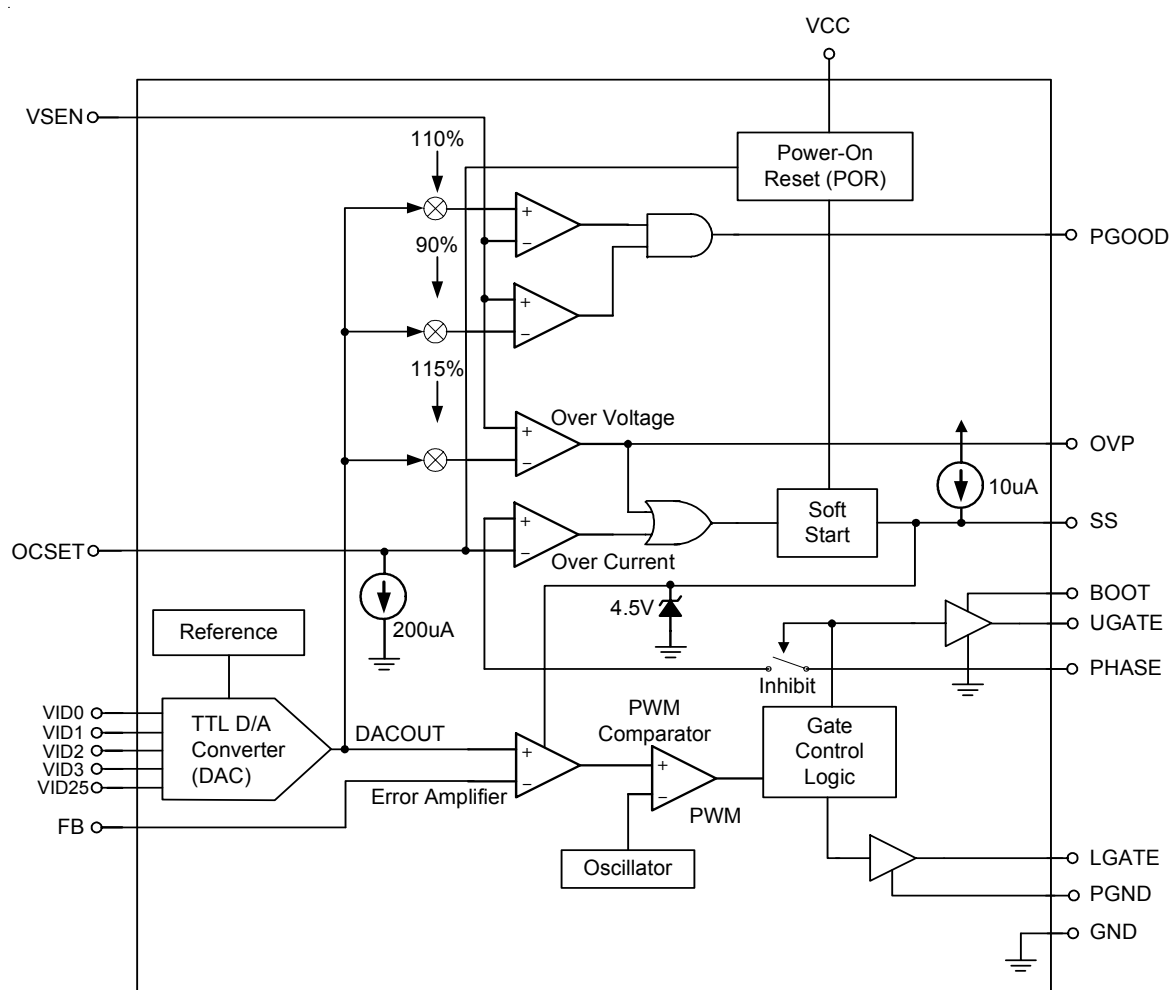 VCC
VSEN
110%
Power-On
Reset (POR)
+
−
PGOOD
90%
+
−
115%
Over Voltage
+
−
OVP
10uA
Soft
Start
SS
+
−
OCSET
Over Current
200uA
4.5V
BOOT
UGATE
Reference
PHASE
Inhibit
VID0
VID1
VID2
VID3
VID25
TTL D/A
Converter
(DAC)
DACOUT
+
−
Error Amplifier
PWM
Comparator
+
−
PWM
Gate
Control
Logic
FB
Oscillator
LGATE
PGND
GND